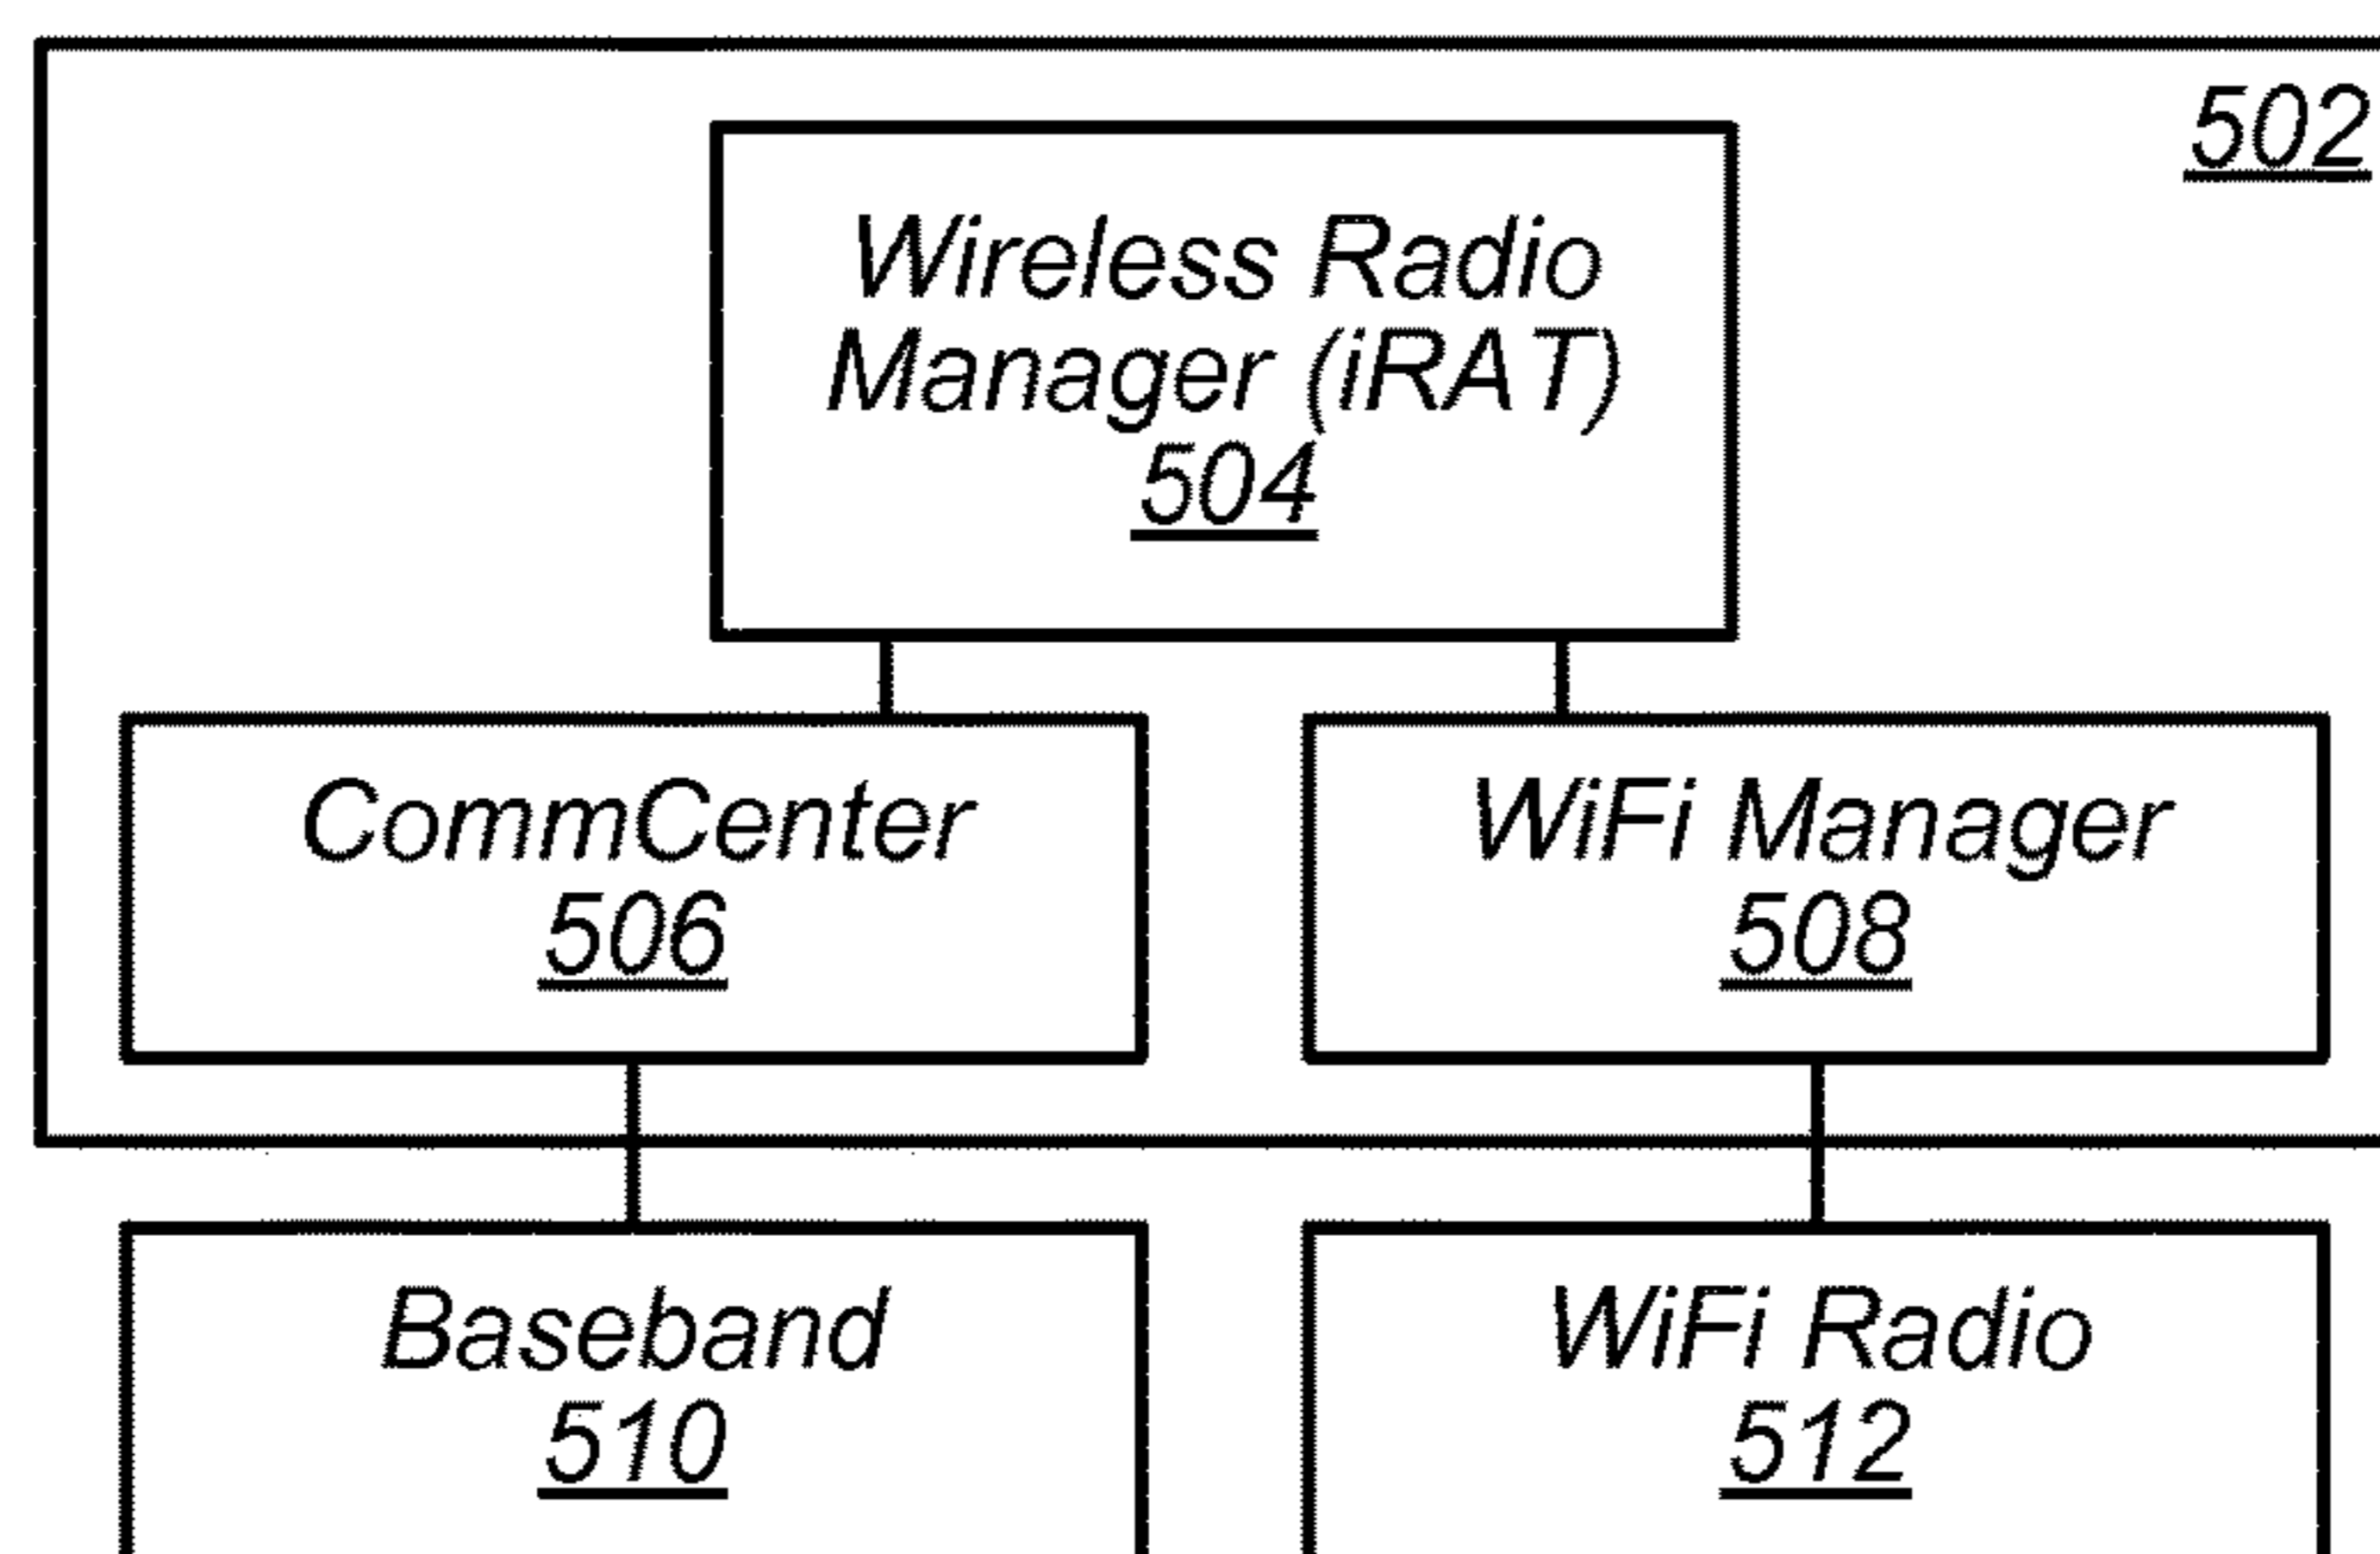 502
Wireless Radio
Manager (iRAT)
504
CommCenter
506
WiFi Manager
508
Baseband
510
WiFi Radio
512